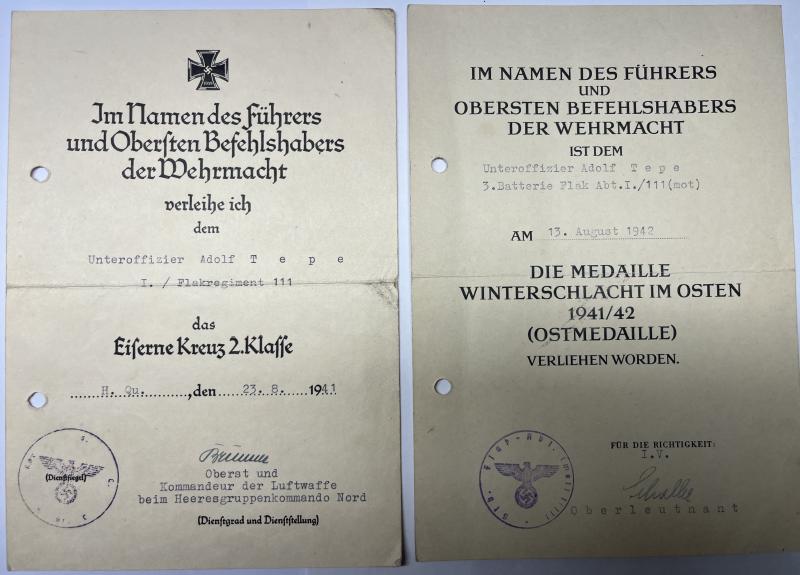 Im Namen des Führers
und Obersten Befehlshabers
der Wehrmacht
verleihe ich
dem
Unteroffizier Adolf T e p e
I. / Flakregiment 111
das
Eiserne Kreuz 2. Klasse
H. Qu. ,den 23. 8. 1941
(Dienstsiegel)
Oberst und
Kommandeur der Luftwaffe
beim Heeresgruppenkommando Nord
(Dienstgrad und Dienststellung)
IM NAMEN DES FÜHRERS
UND
OBERSTEN BEFEHLSHABERS
DER WEHRMACHT
IST DEM
Unteroffizier Adolf T e p e
3.Batterie Flak Abt.I./111(mot)
AM 13. August 1942
DIE MEDAILLE
WINTERSCHLACHT IM OSTEN
1941/42
(OSTMEDAILLE)
VERLIEHEN WORDEN.
FÜR DIE RICHTIGKEIT:
I.V.
Oberleutnant